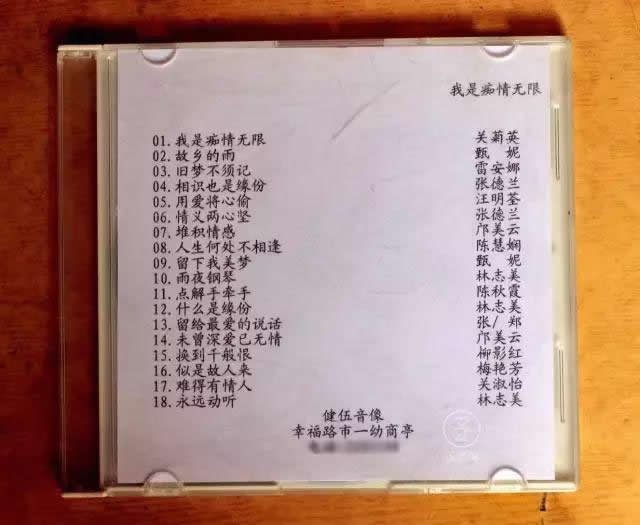 我是痴情无限
01.我是痴情无限 关菊英
02.故乡的雨 甄 妮
03.旧梦不须记 雷安娜
04.相识也是缘份 张德兰
05.用爱将心偷 汪明荃
06.情义两心坚 张德兰
07.堆积情感 邝美云
08.人生何处不相逢 陈慧娴
09.留下我美梦 甄 妮
10.雨夜钢琴 林志美
11.点解手牵手 陈秋霞
12.什么是缘份 林志美
13.留给最爱的说话 张/ 郑
14.未曾深爱已无情 邝美云
15.换到千般恨 柳影红
16.似是故人来 梅艳芳
17.难得有情人 关淑怡
18.永远动听 林志美
健伍音像
幸福路市一幼商亭